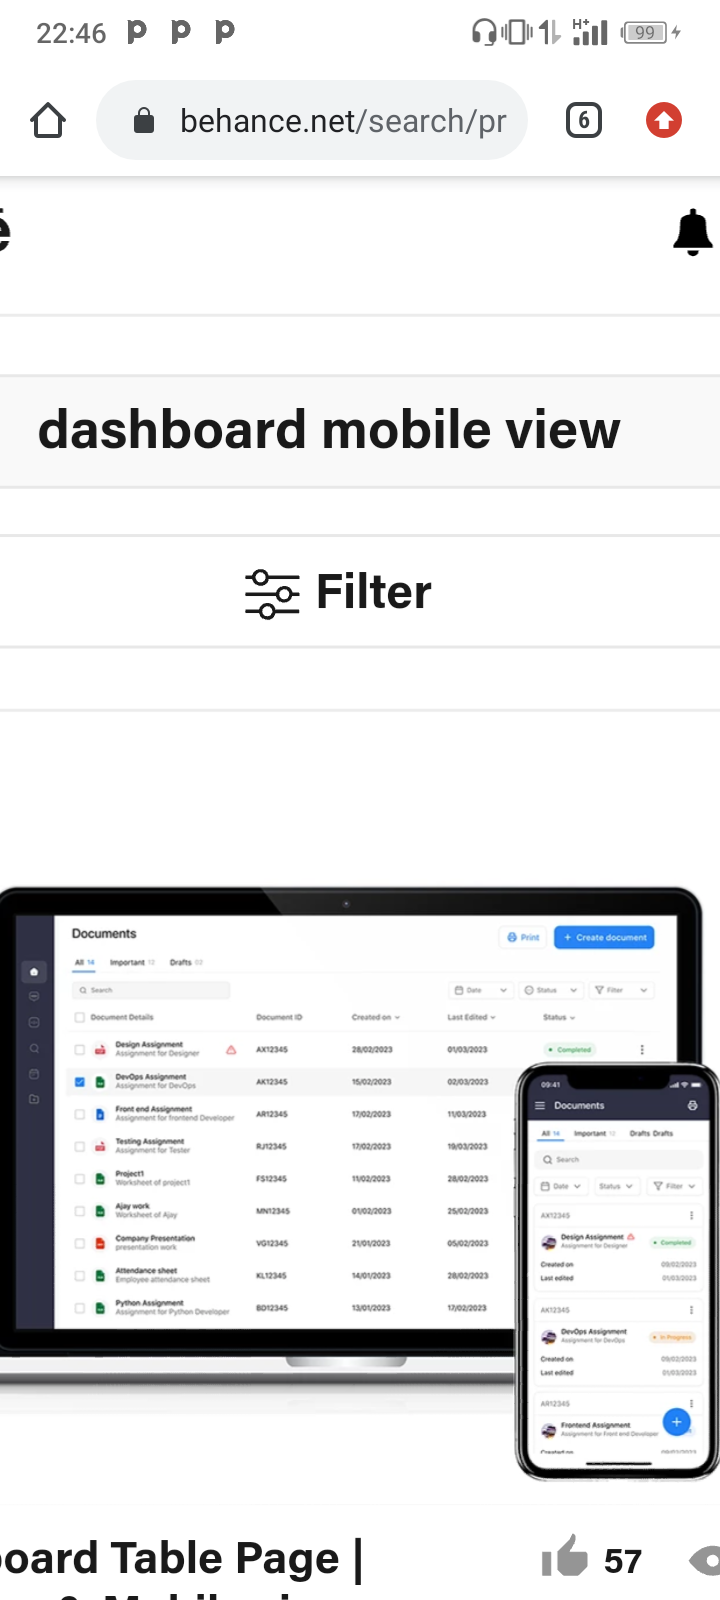 22:46 P P P H+ 99
behance.net/search/pr 6
é
dashboard mobile view
Filter
Documents
Print + Create document
All 14 Important 12 Drafts 02
Search
Date Status Filter
Document Details Document ID Created on Last Edited Status
Design Assignment
Assignment for Designer
AX12345 28/02/2023 01/03/2023 Completed
DevOps Assignment
Assignment for DevOps
AK12345 15/02/2023 02/03/2023
Front end Assignment
Assignment for frontend Developer
AR12345 17/02/2023 11/03/2023
Testing Assignment
Assignment for Tester
RJ12345 17/02/2023 19/03/2023
Project1
Worksheet of project1
FS12345 11/02/2023 28/02/2023
Ajay work
Worksheet of Ajay
MN12345 01/02/2023 25/02/2023
Company Presentation
presentation work
VG12345 21/01/2023 05/02/2023
Attendance sheet
Employee attendance sheet
KL12345 14/01/2023 28/02/2023
Python Assignment
Assignment for Python Developer
BD12345 13/01/2023 17/02/2023
09:41
Documents
All 14 Important 12 Drafts Drafts
Search
Date Status Filter
AX12345
Design Assignment
Assignment for Designer
Completed
Created on 09/02/2023
Last edited 01/03/2023
AK12345
DevOps Assignment
Assignment for DevOps
In Progress
Created on 09/02/2023
Last edited 01/03/2023
AR12345
Frontend Assignment
Assignment for Front end Developer
+
Created on 09/02/2023
board Table Page |
57